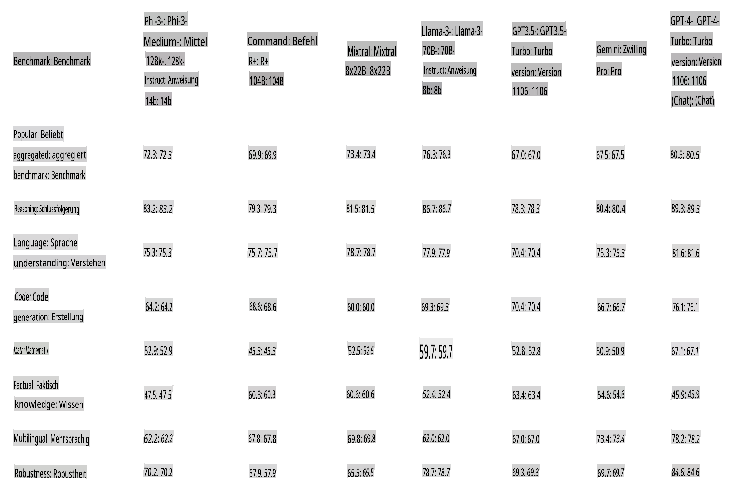 Benchmark: Benchmark
Phi-3-: Phi-3-
Medium-: Mittel
128k-: 128k-
Instruct: Anweisung
14b: 14b
Command: Befehl
R+: R+
104B: 104B
Mixtral: Mixtral
8x22B: 8x22B
Llama-3-: Llama-3-
70B-: 70B-
Instruct: Anweisung
8b: 8b
GPT3.5-: GPT3.5-
Turbo: Turbo
version: Version
1106: 1106
Gemini: Zwilling
Pro: Pro
GPT-4-: GPT-4-
Turbo: Turbo
version: Version
1106: 1106
(Chat): (Chat)
Popular: Beliebt
aggregated: aggregiert
benchmark: Benchmark
72.3: 72.3
69.9: 69.9
73.4: 73.4
76.3: 76.3
67.0: 67.0
67.5: 67.5
80.5: 80.5
Reasoning: Schlussfolgerung
83.2: 83.2
79.3: 79.3
81.5: 81.5
86.7: 86.7
78.3: 78.3
80.4: 80.4
89.3: 89.3
Language: Sprache
understanding: Verstehen
75.3: 75.3
75.7: 75.7
78.7: 78.7
77.9: 77.9
70.4: 70.4
75.3: 75.3
81.6: 81.6
Code: Code
generation: Erstellung
64.2: 64.2
68.6: 68.6
60.0: 60.0
69.3: 69.3
70.4: 70.4
66.7: 66.7
76.1: 76.1
52.9: 52.9
45.3: 45.3
52.5: 52.5
59.7: 59.7
52.8: 52.8
50.9: 50.9
67.1: 67.1
Factual: Faktisch
knowledge: Wissen
47.5: 47.5
60.3: 60.3
60.6: 60.6
52.4: 52.4
63.4: 63.4
54.6: 54.6
45.9: 45.9
Multilingual: Mehrsprachig
62.2: 62.2
67.8: 67.8
69.8: 69.8
62.0: 62.0
67.0: 67.0
73.4: 73.4
78.2: 78.2
Robustness: Robustheit
70.2: 70.2
57.9: 57.9
65.5: 65.5
78.7: 78.7
69.3: 69.3
69.7: 69.7
84.6: 84.6